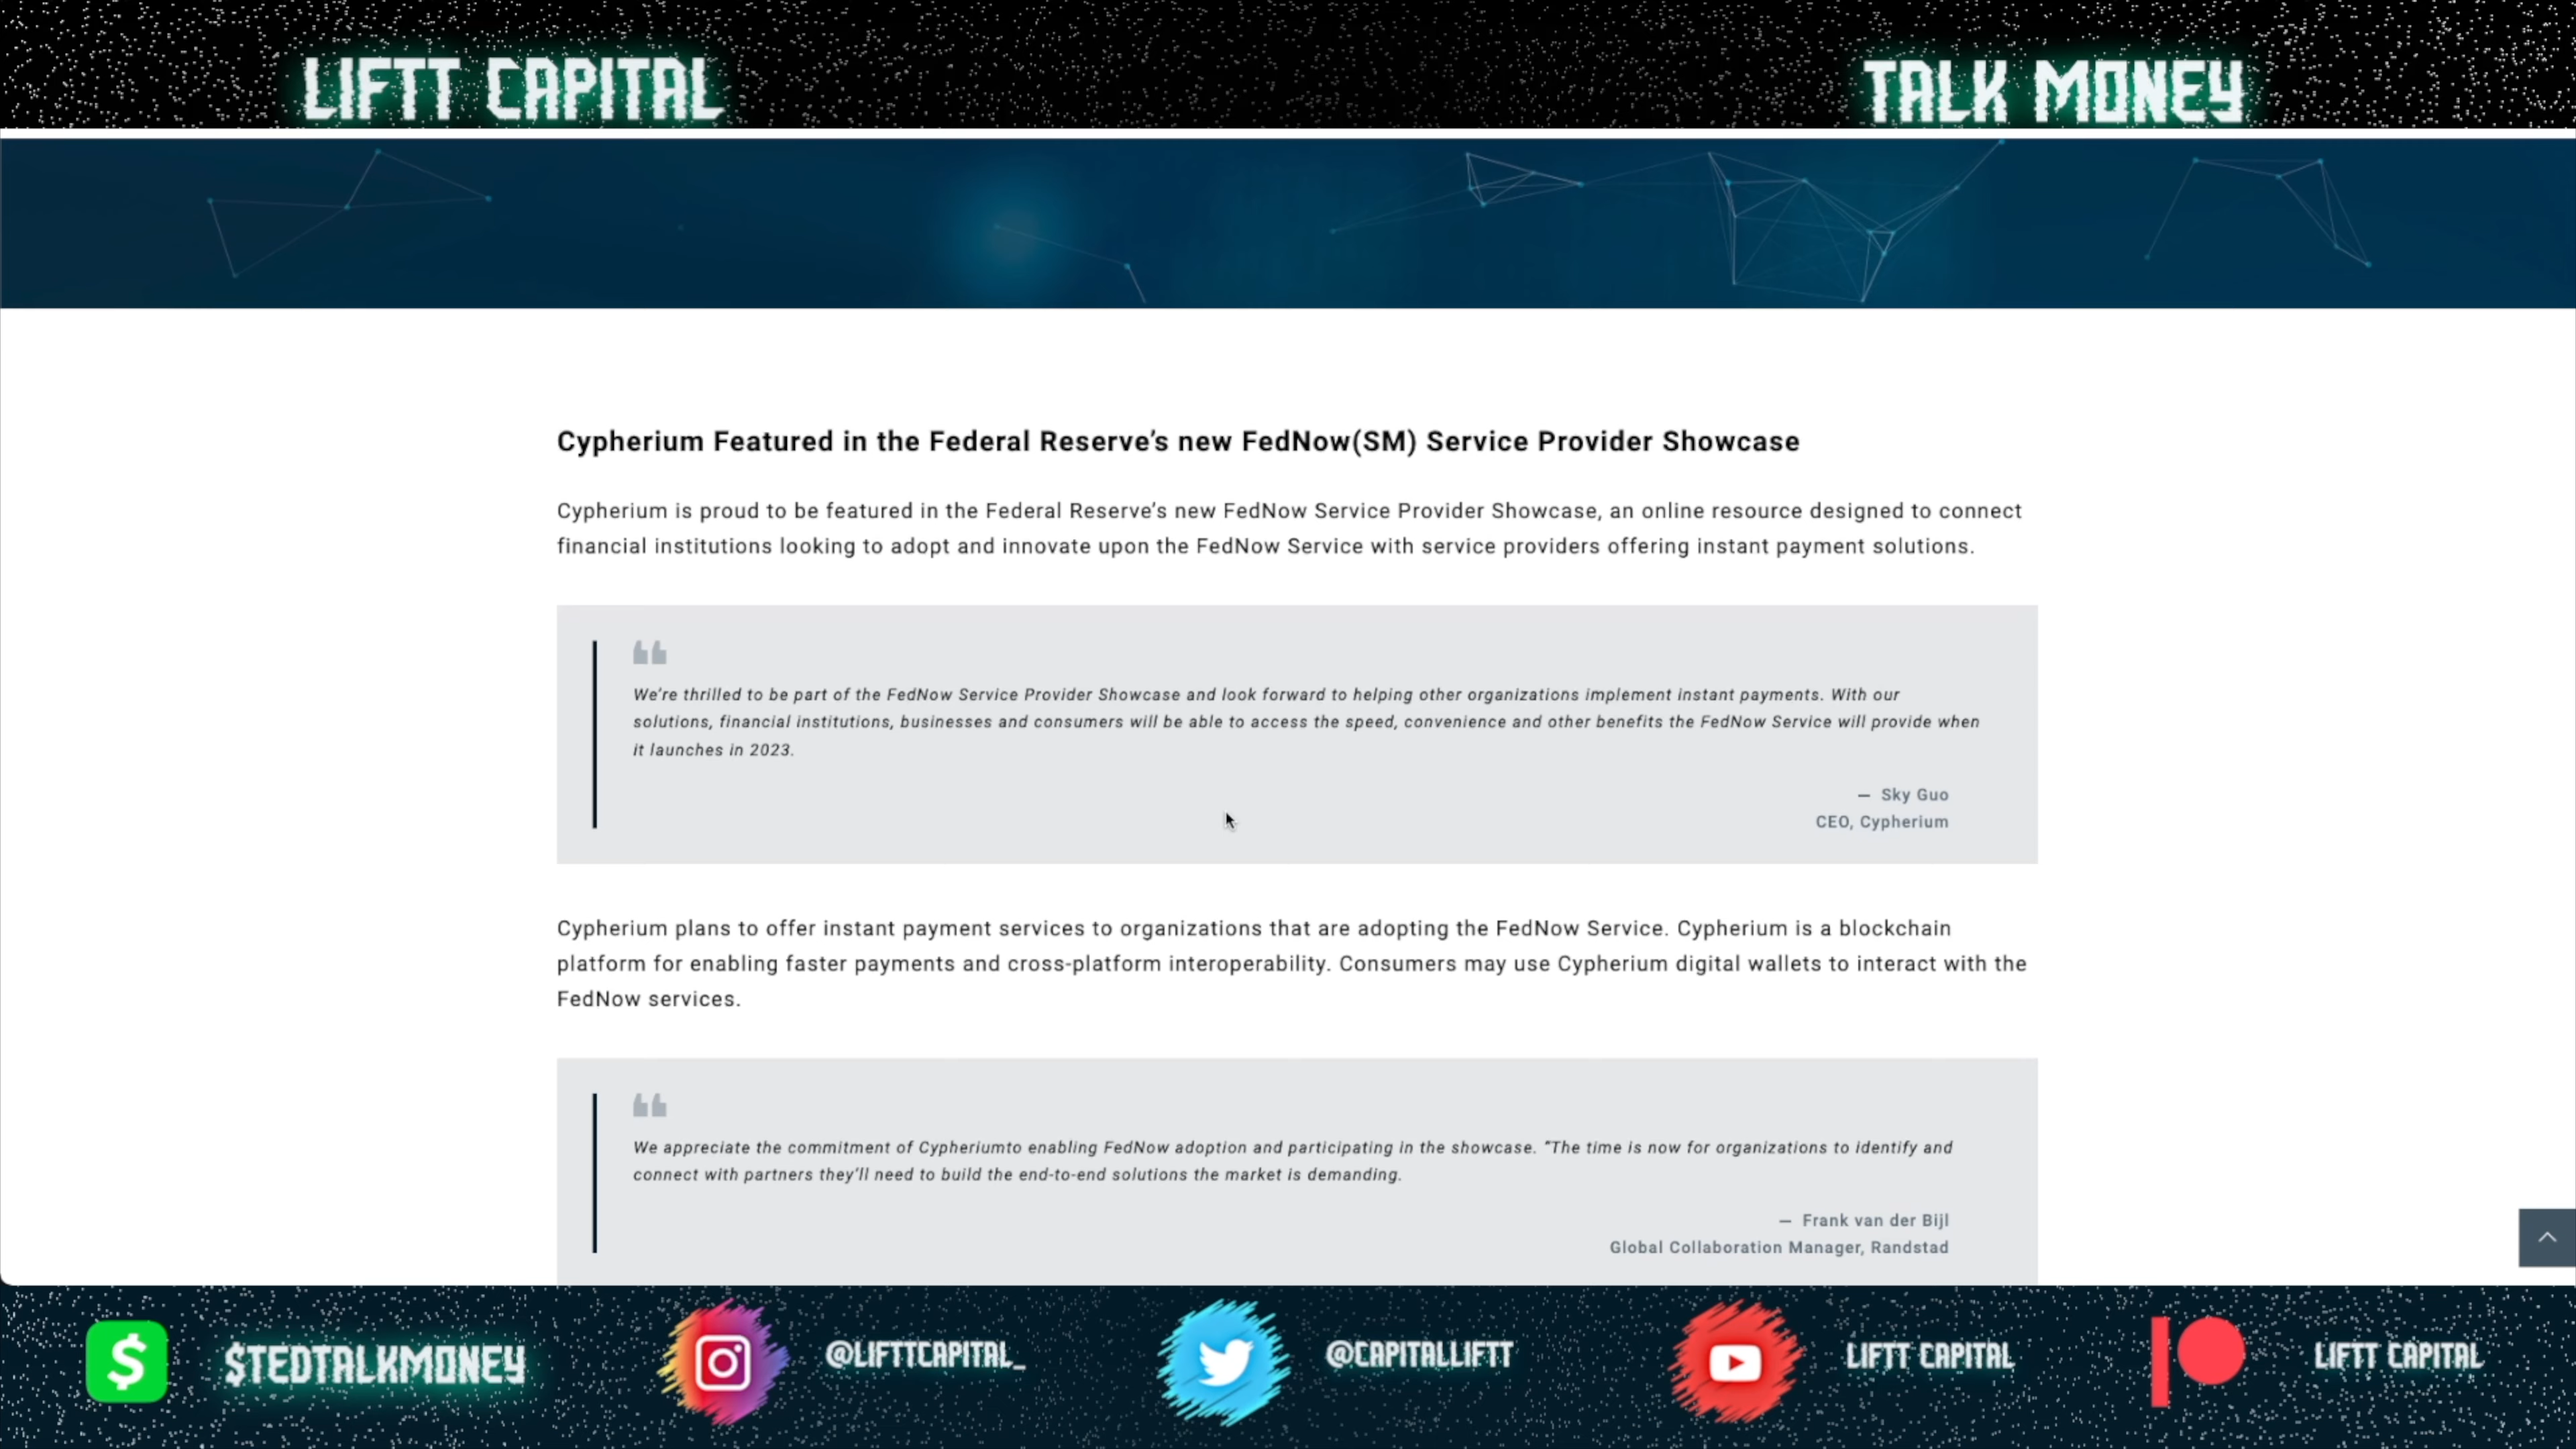 LIFTT CAPITAL
TALK MONEY
Cypherium Featured in the Federal Reserve’s new FedNow(SM) Service Provider Showcase
Cypherium is proud to be featured in the Federal Reserve’s new FedNow Service Provider Showcase, an online resource designed to connect
financial institutions looking to adopt and innovate upon the FedNow Service with service providers offering instant payment solutions.
We’re thrilled to be part of the FedNow Service Provider Showcase and look forward to helping other organizations implement instant payments. With our
solutions, financial institutions, businesses and consumers will be able to access the speed, convenience and other benefits the FedNow Service will provide when
it launches in 2023.
— Sky Guo
CEO, Cypherium
Cypherium plans to offer instant payment services to organizations that are adopting the FedNow Service. Cypherium is a blockchain
platform for enabling faster payments and cross-platform interoperability. Consumers may use Cypherium digital wallets to interact with the
FedNow services.
We appreciate the commitment of Cypheriumto enabling FedNow adoption and participating in the showcase. “The time is now for organizations to identify and
connect with partners they’ll need to build the end-to-end solutions the market is demanding.
— Frank van der Bijl
Global Collaboration Manager, Randstad
$TEDTALKMONEY
@LIFTTCAPITAL_
@CAPITALLIFTT
LIFTT CAPITAL
LIFTT CAPITAL